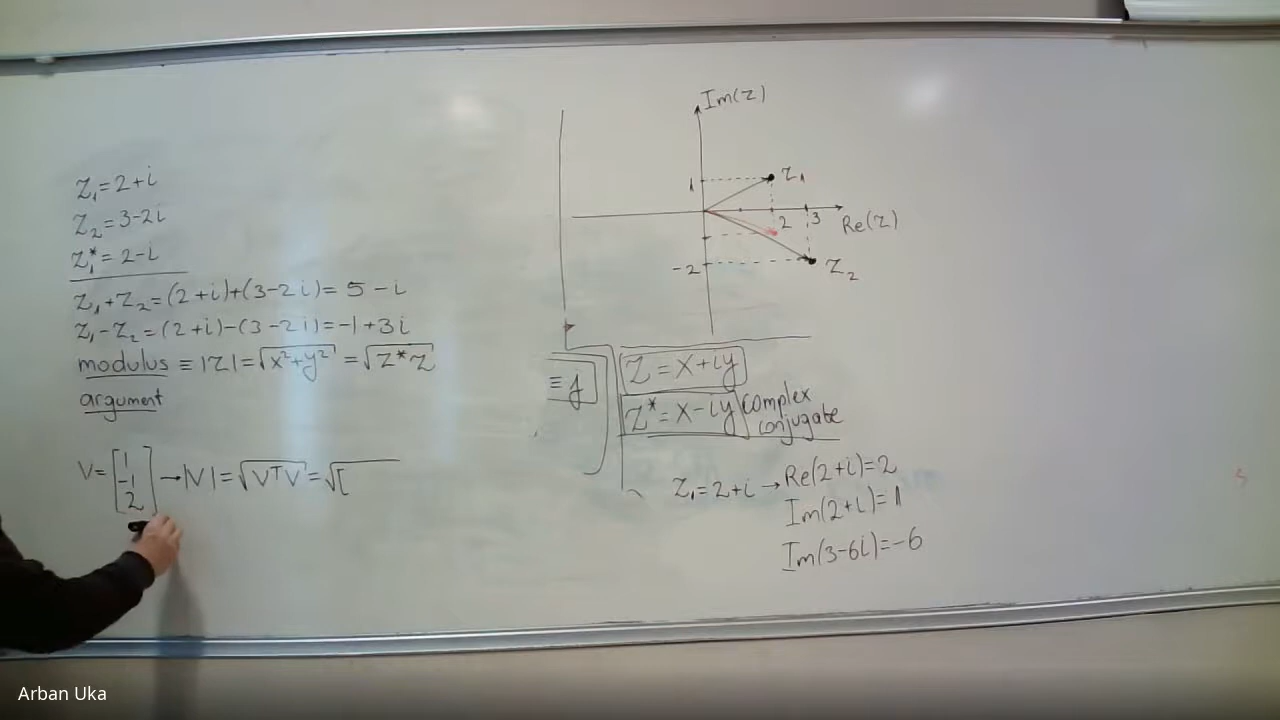 Z₁=2+i
Z₂=3-2i
Z₁*=2-i
Z₁+Z₂=(2+i)+(3-2i)=5-i
Z₁-Z₂=(2+i)-(3-2i)=-1+3i
modulus ≡ |Z|=√x²+y² = √Z*Z
argument
V=[1 -1 2] → |V|=√VᵀV = √[
Im(Z)
1
Z₁
2
3
Re(Z)
-2
Z₂
≡ y
Z=x+iy
Z*=x-iy complex
conjugate
Z₁=2+i → Re(2+i)=2
Im(2+i)=1
Im(3-6i)=-6
Arban Uka